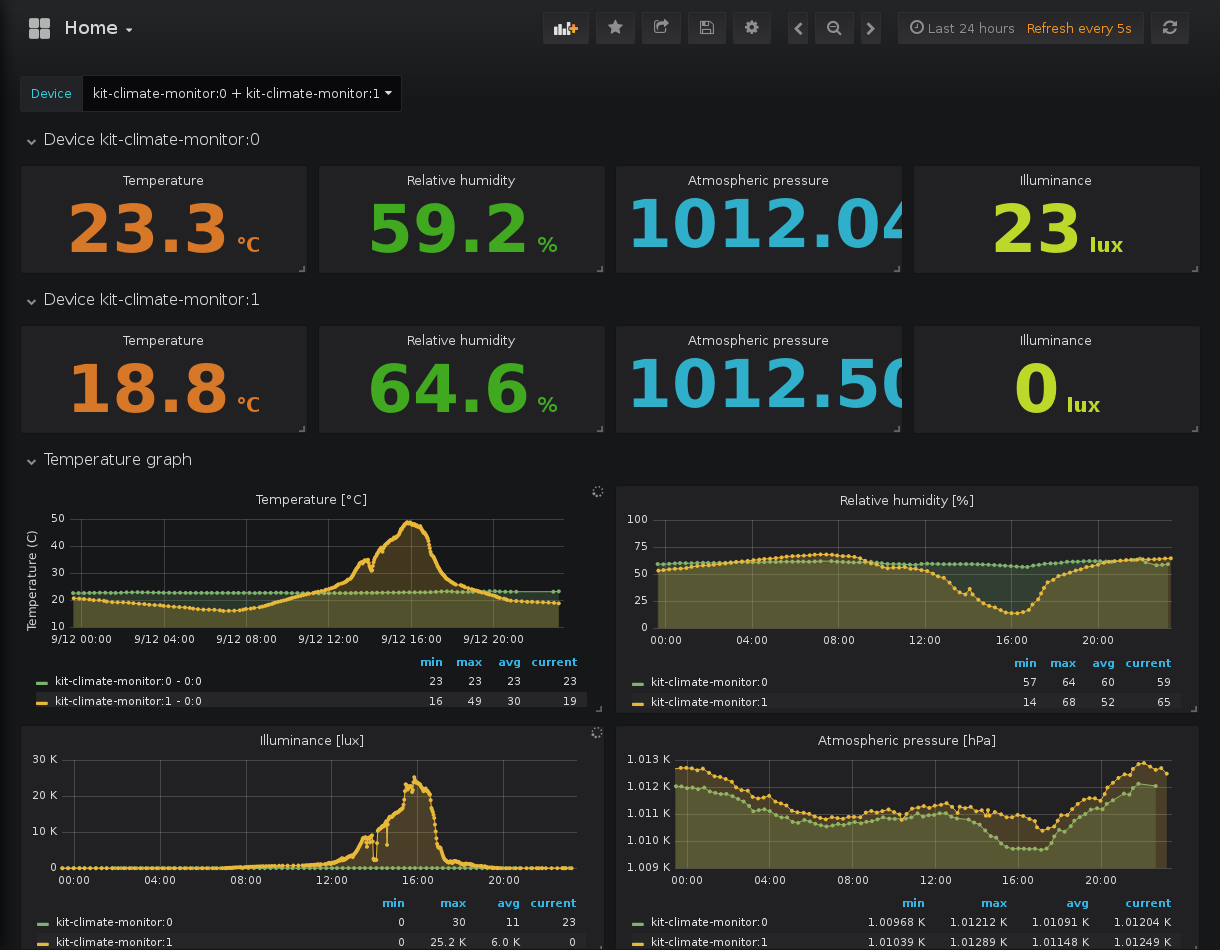 Home
Last 24 hours Refresh every 5s
Device kit-climate-monitor:0 + kit-climate-monitor:1
Device kit-climate-monitor:0
Temperature Relative humidity Atmospheric pressure Illuminance
23.3 °C 59.2 % 1012.04 23 lux
Device kit-climate-monitor:1
Temperature Relative humidity Atmospheric pressure Illuminance
18.8 °C 64.6 % 1012.50 0 lux
Temperature graph
Temperature [°C]
Temperature (C)
50
40
30
20
10
9/12 00:00 9/12 04:00 9/12 08:00 9/12 12:00 9/12 16:00 9/12 20:00
min max avg current
kit-climate-monitor:0 - 0:0 23 23 23 23
kit-climate-monitor:1 - 0:0 16 49 30 19
Relative humidity [%]
100
75
50
25
0
00:00 04:00 08:00 12:00 16:00 20:00
min max avg current
kit-climate-monitor:0 57 64 60 59
kit-climate-monitor:1 14 68 52 65
Illuminance [lux]
30 K
20 K
10 K
0
00:00 04:00 08:00 12:00 16:00 20:00
min max avg current
kit-climate-monitor:0 0 30 11 23
kit-climate-monitor:1 0 25.2 K 6.0 K 0
Atmospheric pressure [hPa]
1.013 K
1.012 K
1.011 K
1.010 K
1.009 K
00:00 04:00 08:00 12:00 16:00 20:00
min max avg current
kit-climate-monitor:0 1.00968 K 1.01212 K 1.01091 K 1.01204 K
kit-climate-monitor:1 1.01039 K 1.01289 K 1.01148 K 1.01249 K